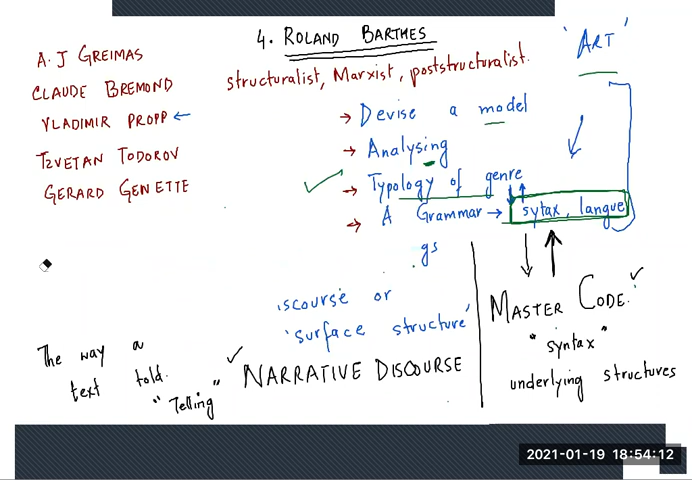 4. ROLAND BARTHES
structuralist, Marxist, poststructuralist.
'ART'
A.J GREIMAS
CLAUDE BREMOND
VLADIMIR PROPP ←
TZVETAN TODOROV
GERARD GENETTE
→ Devise a model
→ Analysing
→ Typology of genre
→ A Grammar → sytax, langue
gs
iscourse or
'surface structure'
NARRATIVE DISCOURSE
The way a
text told.
"Telling"
MASTER CODE:
"syntax"
underlying structures
2021-01-19 18:54:12